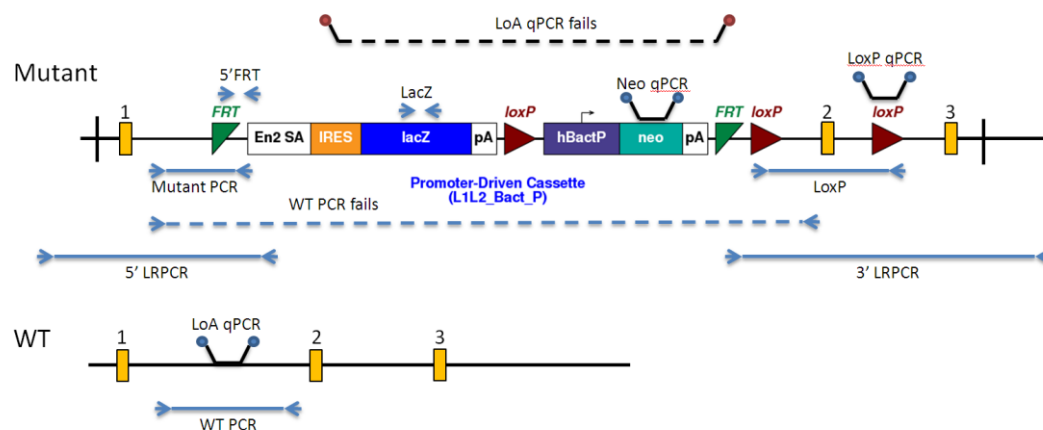 LoA qPCR fails
Mutant
5'FRT
LacZ
Neo qPCR
LoxP qPCR
1
FRT
loxP
FRT
loxP
2
loxP
3
En2 SA
IRES
lacZ
pA
hBactP
neo
pA
Mutant PCR
Promoter-Driven Cassette
(L1L2_Bact_P)
LoxP
WT PCR fails
5' LRPCR
3' LRPCR
WT
1
LoA qPCR
2
3
WT PCR